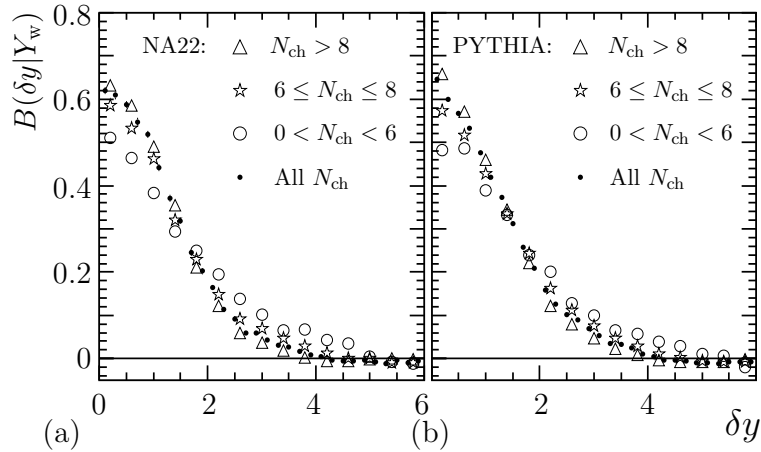 B(δy|Y_w)
0.8
0.6
0.4
0.2
0
NA22: △ N_ch > 8
☆ 6 ≤ N_ch ≤ 8
○ 0 < N_ch < 6
• All N_ch
PYTHIA: △ N_ch > 8
☆ 6 ≤ N_ch ≤ 8
○ 0 < N_ch < 6
• All N_ch
0 2 4 6
2 4 6
(a)
(b)
δy